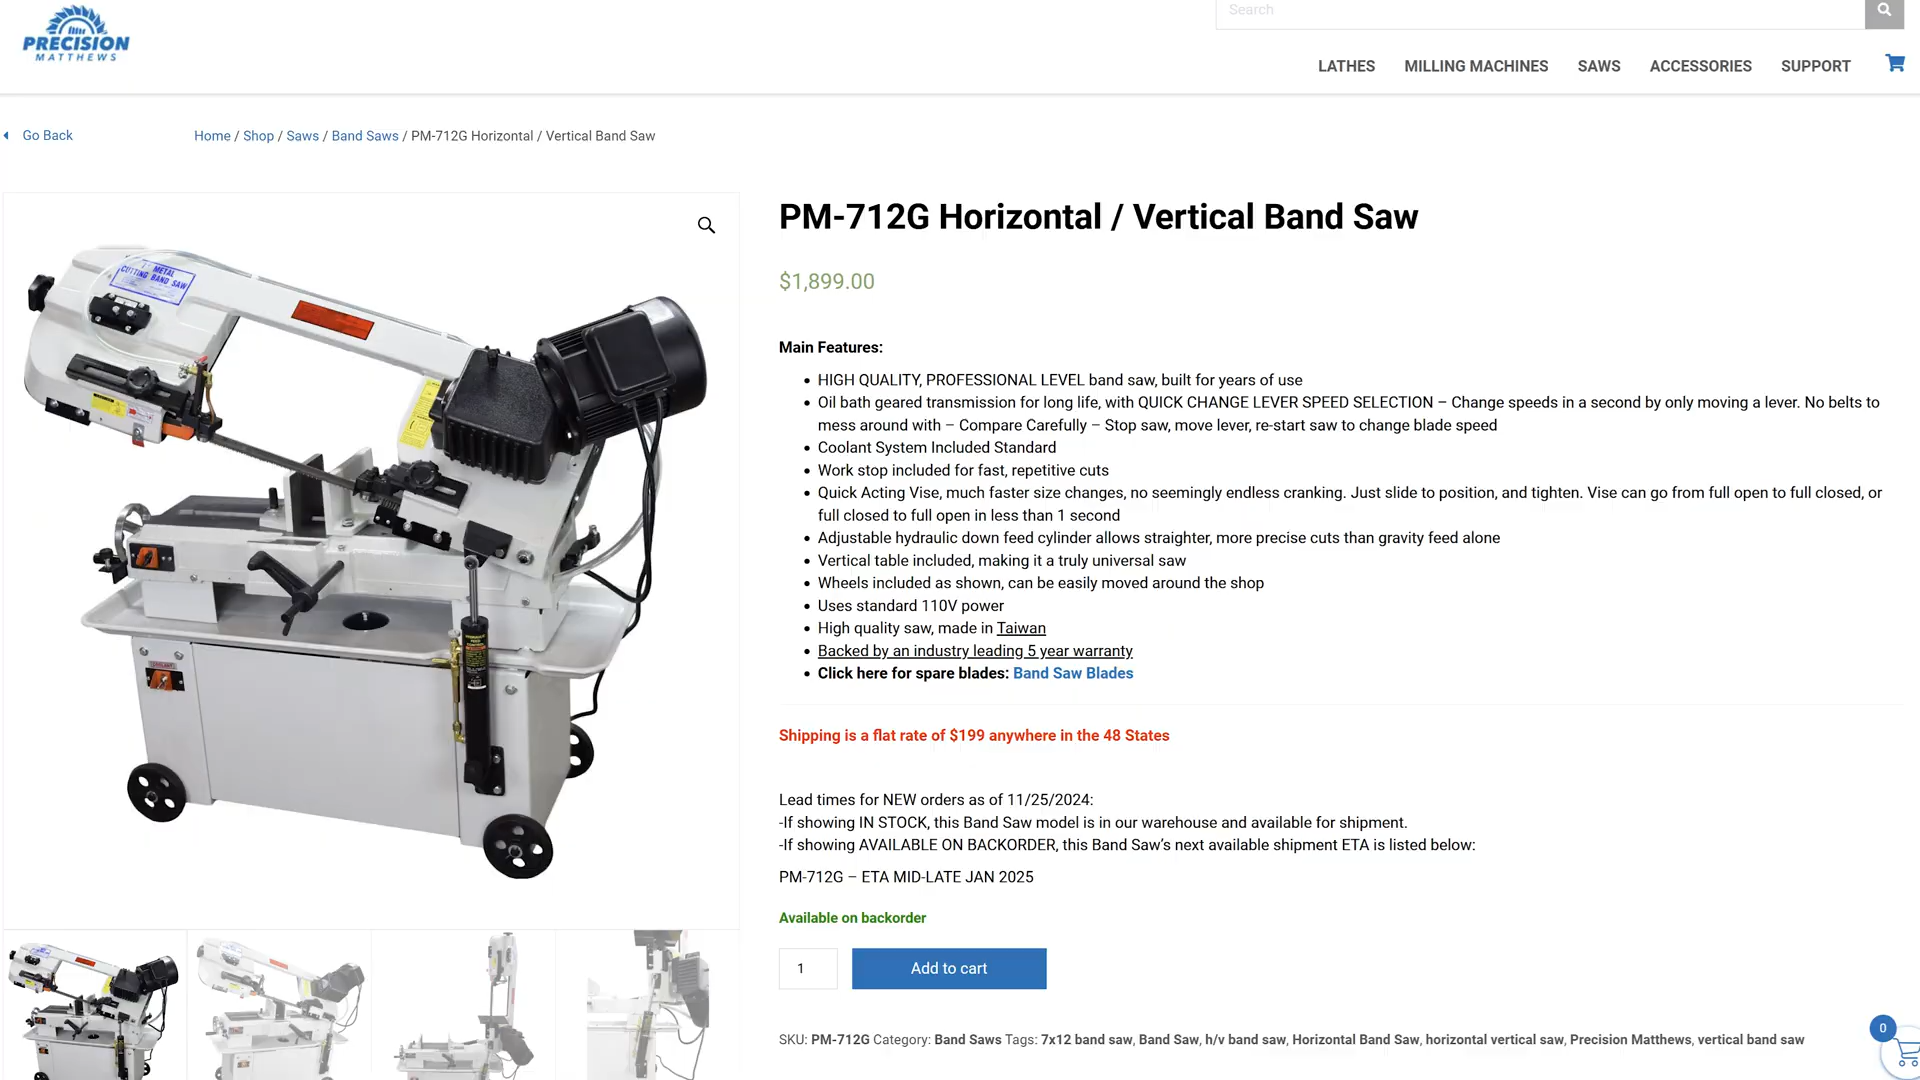 PRECISION
MATTHEWS
Search
LATHES
MILLING MACHINES
SAWS
ACCESSORIES
SUPPORT
Go Back
Home / Shop / Saws / Band Saws / PM-712G Horizontal / Vertical Band Saw
METAL
CUTTING BAND SAW
COOLANT
PM-712G Horizontal / Vertical Band Saw
$1,899.00
Main Features:
HIGH QUALITY, PROFESSIONAL LEVEL band saw, built for years of use
Oil bath geared transmission for long life, with QUICK CHANGE LEVER SPEED SELECTION – Change speeds in a second by only moving a lever. No belts to
mess around with – Compare Carefully – Stop saw, move lever, re-start saw to change blade speed
Coolant System Included Standard
Work stop included for fast, repetitive cuts
Quick Acting Vise, much faster size changes, no seemingly endless cranking. Just slide to position, and tighten. Vise can go from full open to full closed, or
full closed to full open in less than 1 second
Adjustable hydraulic down feed cylinder allows straighter, more precise cuts than gravity feed alone
Vertical table included, making it a truly universal saw
Wheels included as shown, can be easily moved around the shop
Uses standard 110V power
High quality saw, made in Taiwan
Backed by an industry leading 5 year warranty
Click here for spare blades: Band Saw Blades
Shipping is a flat rate of $199 anywhere in the 48 States
Lead times for NEW orders as of 11/25/2024:
-If showing IN STOCK, this Band Saw model is in our warehouse and available for shipment.
-If showing AVAILABLE ON BACKORDER, this Band Saw’s next available shipment ETA is listed below:
PM-712G – ETA MID-LATE JAN 2025
Available on backorder
1
Add to cart
SKU: PM-712G Category: Band Saws Tags: 7x12 band saw, Band Saw, h/v band saw, Horizontal Band Saw, horizontal vertical saw, Precision Matthews, vertical band saw
0